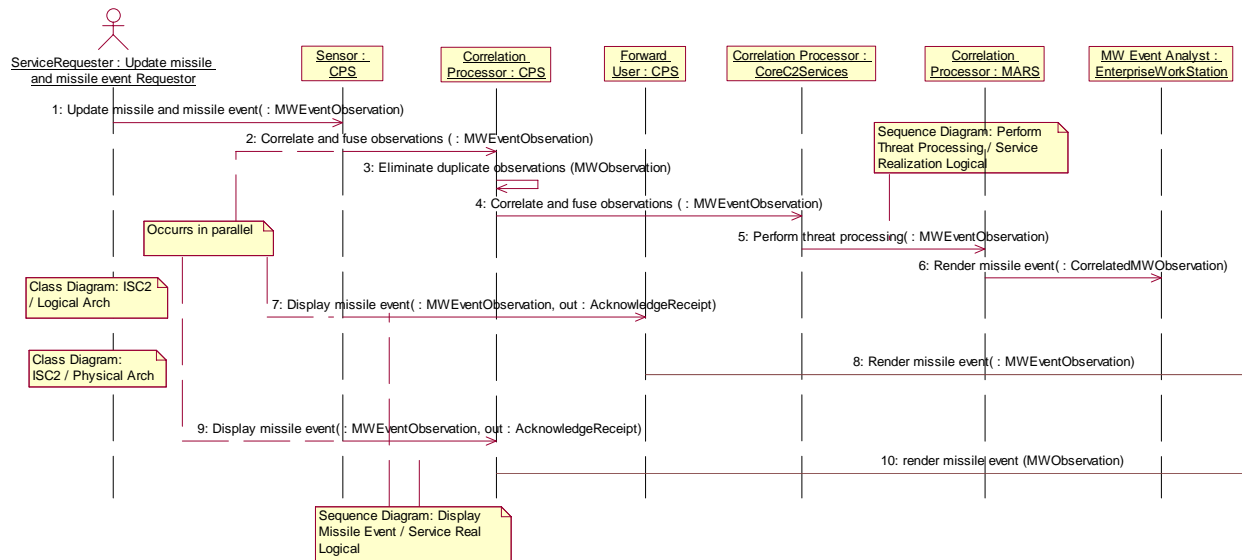 ServiceRequester : Update missile
and missile event Requestor
Sensor :
CPS
Correlation
Processor : CPS
Forward
User : CPS
Correlation Processor :
CoreC2Services
Correlation
Processor : MARS
MW Event Analyst :
EnterpriseWorkStation
1: Update missile and missile event( : MWEventObservation)
2: Correlate and fuse observations ( : MWEventObservation)
Sequence Diagram: Perform
Threat Processing / Service
Realization Logical
3: Eliminate duplicate observations (MWObservation)
4: Correlate and fuse observations ( : MWEventObservation)
Occurrs in parallel
5: Perform threat processing( : MWEventObservation)
6: Render missile event( : CorrelatedMWObservation)
Class Diagram: ISC2
/ Logical Arch
7: Display missile event( : MWEventObservation, out : AcknowledgeReceipt)
Class Diagram:
ISC2 / Physical Arch
8: Render missile event( : MWEventObservation)
9: Display missile event( : MWEventObservation, out : AcknowledgeReceipt)
10: render missile event (MWObservation)
Sequence Diagram: Display
Missile Event / Service Real
Logical